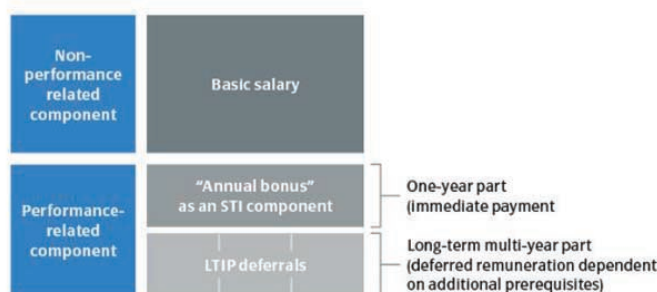 Non-
performance
related
component
Basic salary
Performance-
related
component
"Annual bonus"
as an STI component
One-year part
(immediate payment
LTIP deferrals
Long-term multi-year part
(deferred remuneration dependent
on additional prerequisites)